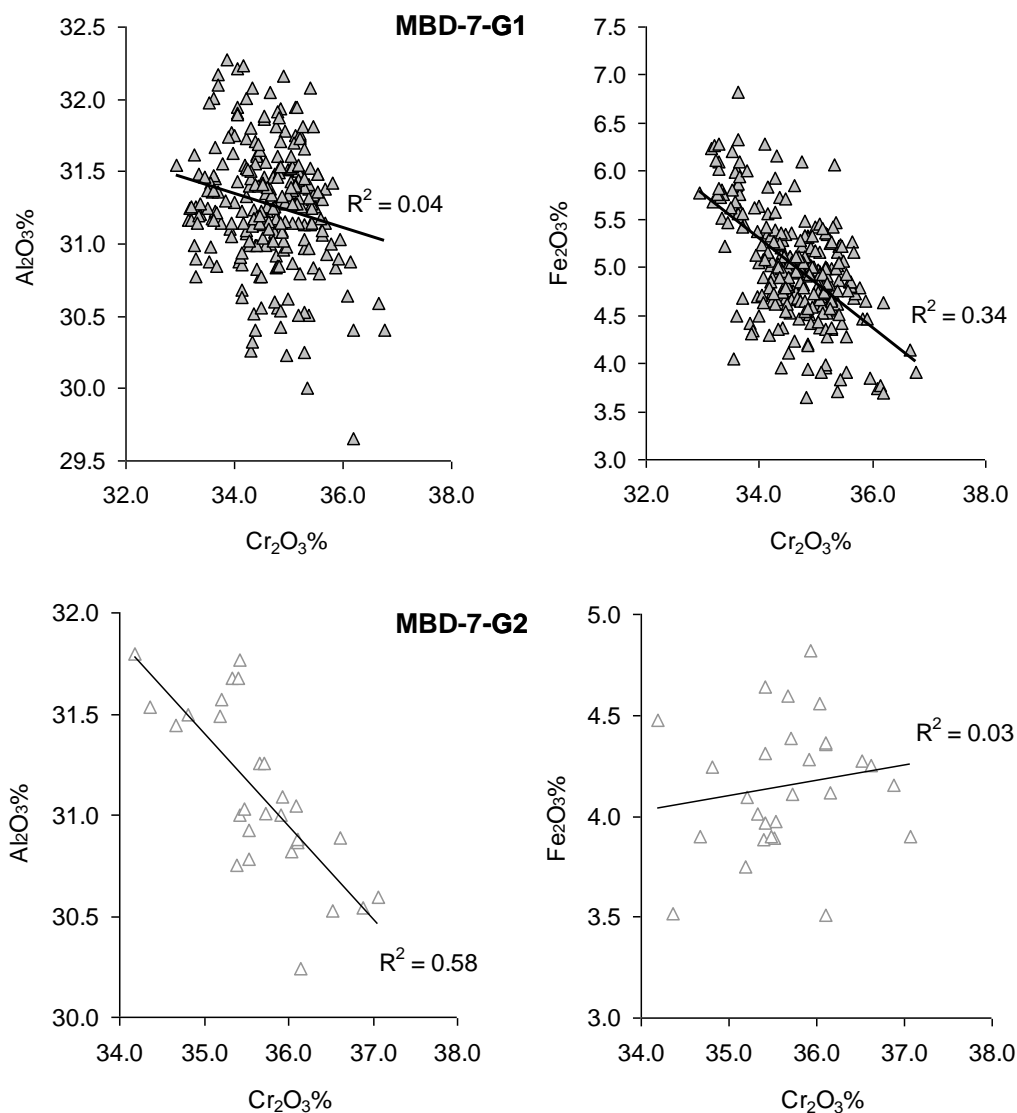 MBD-7-G1
32.5
32.0
31.5
31.0
30.5
30.0
29.5
Al₂O₃%
R² = 0.04
32.0 34.0 36.0 38.0
Cr₂O₃%
7.5
7.0
6.5
6.0
5.5
5.0
4.5
4.0
3.5
3.0
Fe₂O₃%
R² = 0.34
32.0 34.0 36.0 38.0
Cr₂O₃%
MBD-7-G2
32.0
31.5
31.0
30.5
30.0
Al₂O₃%
R² = 0.58
34.0 35.0 36.0 37.0 38.0
Cr₂O₃%
5.0
4.5
4.0
3.5
3.0
Fe₂O₃%
R² = 0.03
34.0 35.0 36.0 37.0 38.0
Cr₂O₃%